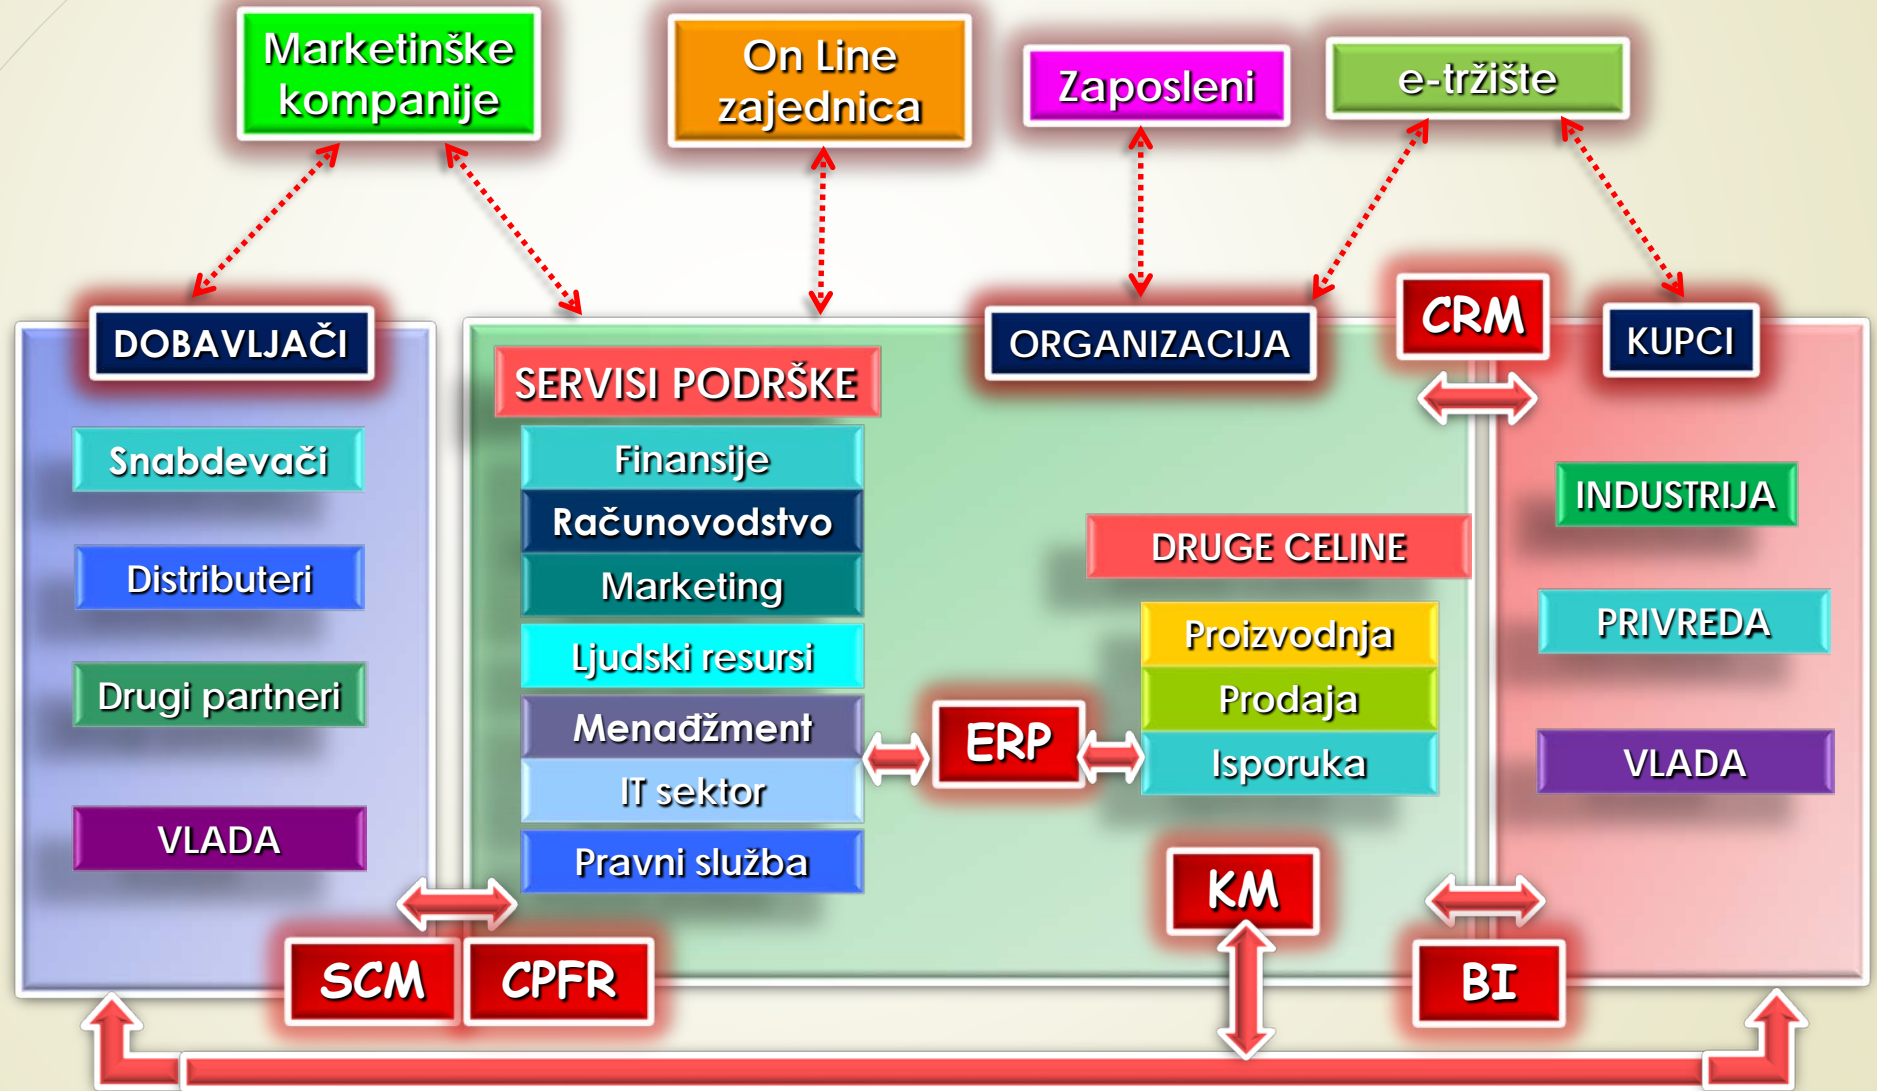 Marketinške
kompanije
On Line
zajednica
Zaposleni
e-tržište
DOBAVLJAČI
Snabdevači
Distributeri
Drugi partneri
VLADA
SERVISI PODRŠKE
Finansije
Računovodstvo
Marketing
Ljudski resursi
Menađžment
IT sektor
Pravni služba
ORGANIZACIJA
DRUGE CELINE
Proizvodnja
Prodaja
Isporuka
ERP
CRM
KUPCI
INDUSTRIJA
PRIVREDA
VLADA
KM
SCM
CPFR
BI